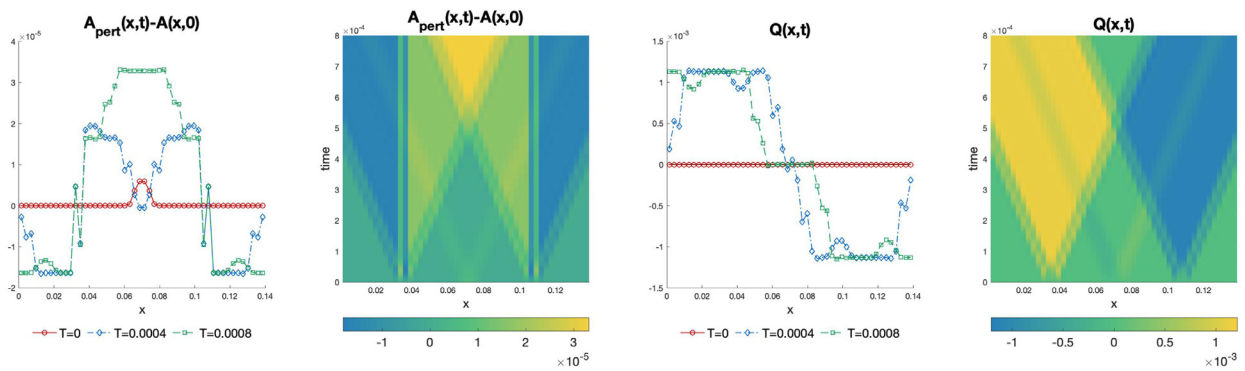 A_pert(x,t)-A(x,0)
×10^-5
4
3
2
1
0
-1
-2
0 0.02 0.04 0.06 0.08 0.1 0.12 0.14
x
T=0 T=0.0004 T=0.0008
A_pert(x,t)-A(x,0)
×10^-4
8
7
6
5
4
3
2
1
0
time
0.02 0.04 0.06 0.08 0.1 0.12
x
-1 0 1 2 3
×10^-5
Q(x,t)
×10^-3
1.5
1
0.5
0
-0.5
-1
-1.5
0 0.02 0.04 0.06 0.08 0.1 0.12 0.14
x
T=0 T=0.0004 T=0.0008
Q(x,t)
8 ×10^-4
7
6
5
4
3
2
1
0
time
0.02 0.04 0.06 0.08 0.1 0.12
x
-1 -0.5 0 0.5 1
×10^-3